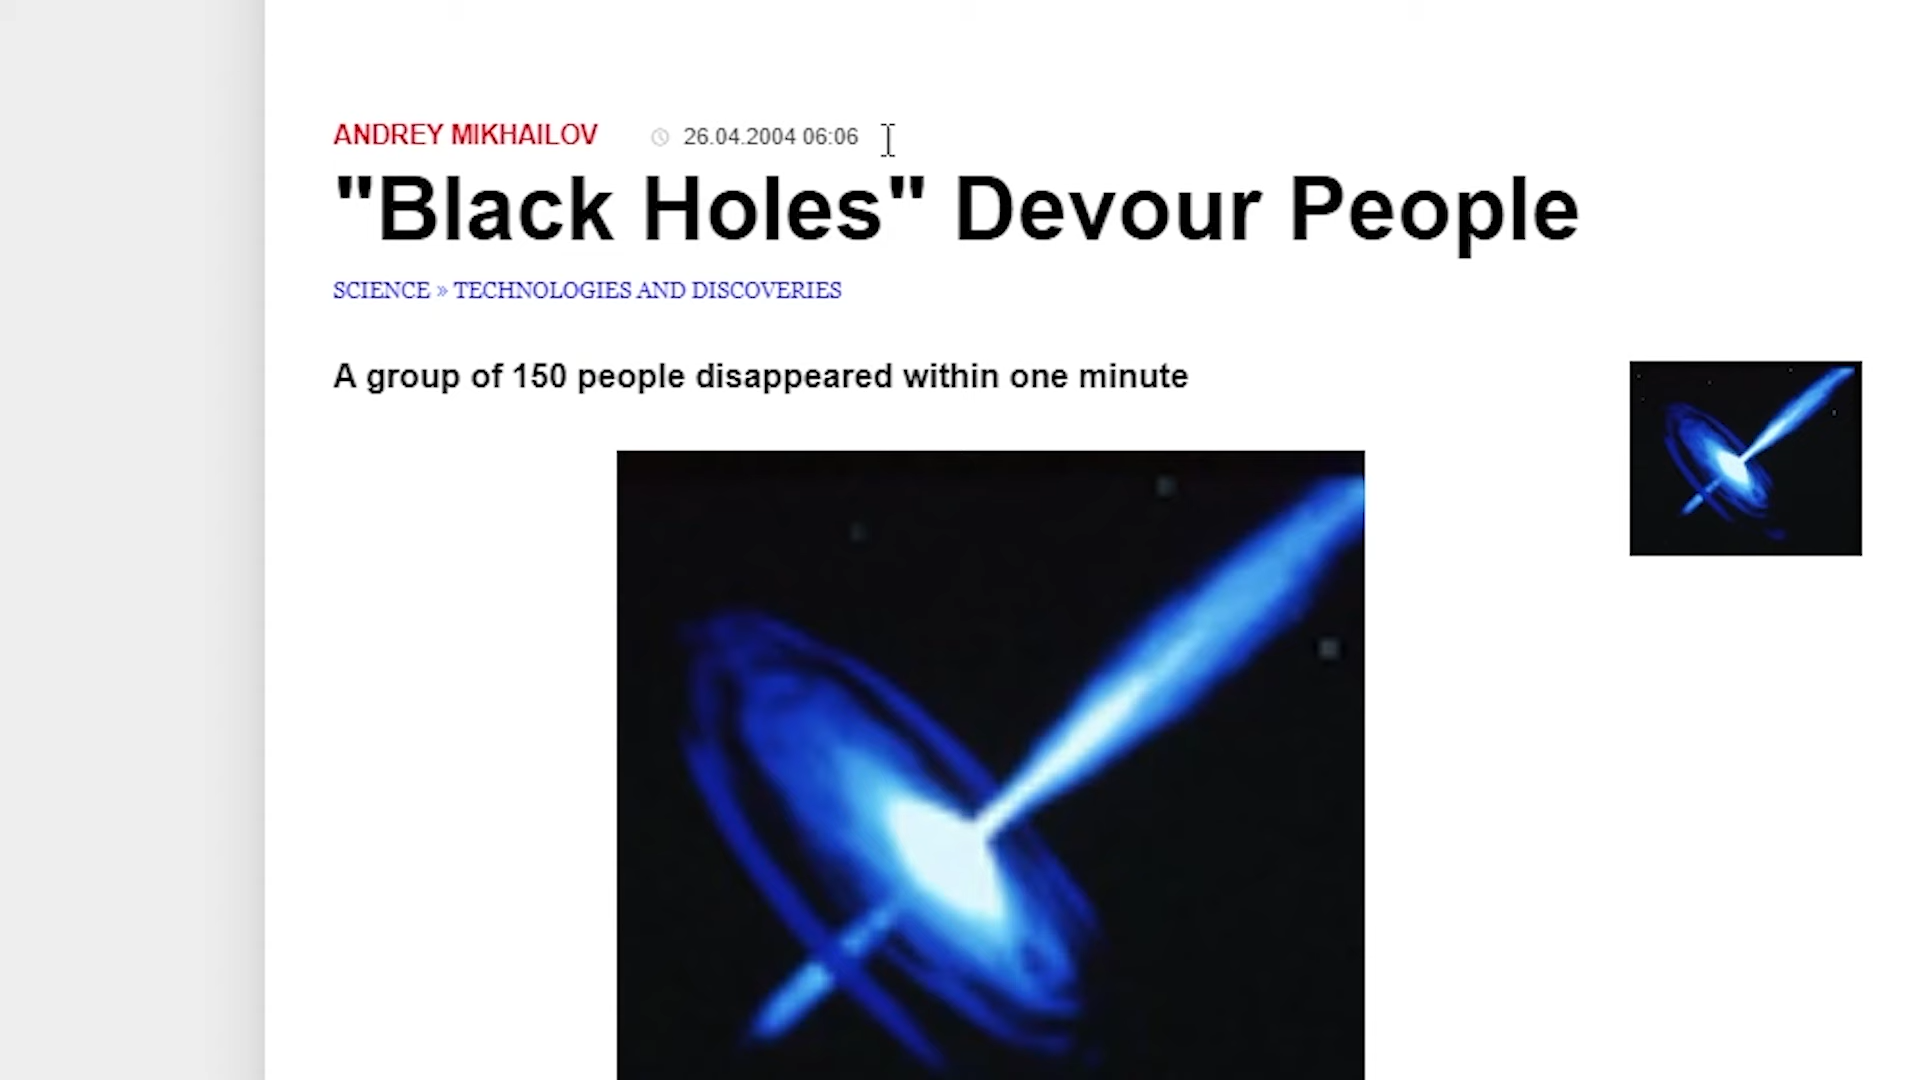 ANDREY MIKHAILOV 26.04.2004 06:06
"Black Holes" Devour People
SCIENCE » TECHNOLOGIES AND DISCOVERIES
A group of 150 people disappeared within one minute